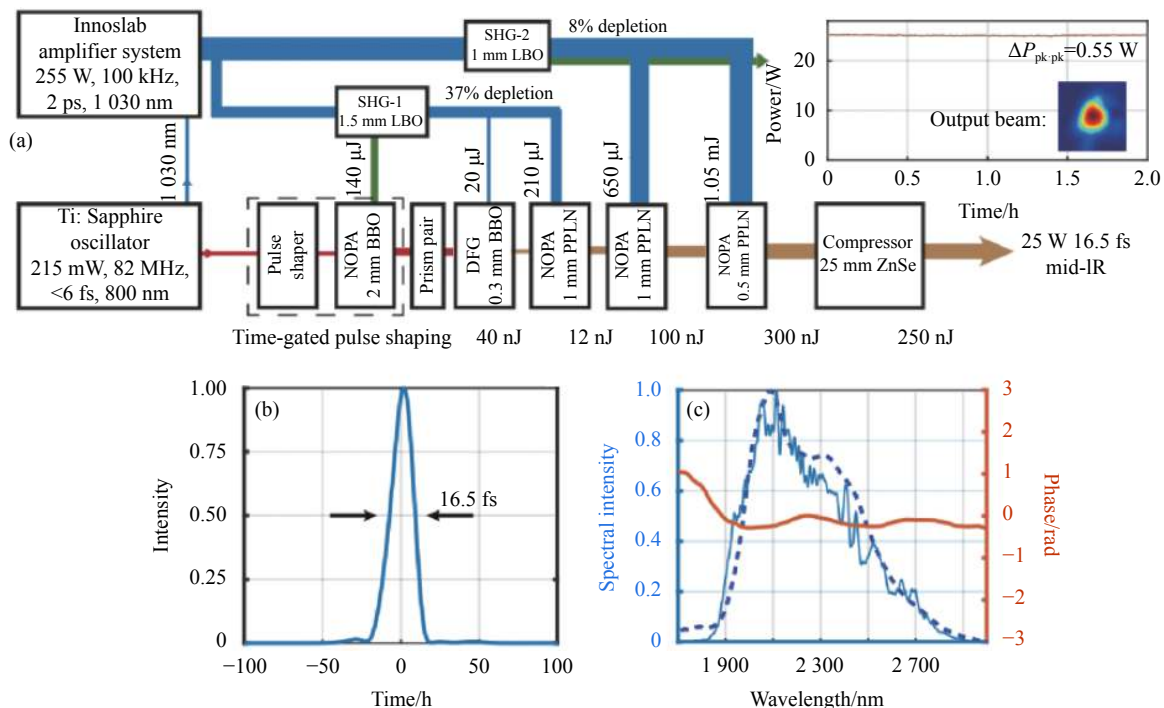 Innoslab
amplifier system
255 W, 100 kHz,
2 ps, 1 030 nm
(a)
1 030 nm
Ti: Sapphire
oscillator
215 mW, 82 MHz,
<6 fs, 800 nm
SHG-2
1 mm LBO
8% depletion
SHG-1
1.5 mm LBO
37% depletion
140 μJ
20 μJ
210 μJ
650 μJ
1.05 mJ
Pulse
shaper
NOPA
2 mm BBO
Prism pair
DFG
0.3 mm BBO
NOPA
1 mm PPLN
NOPA
1 mm PPLN
NOPA
0.5 mm PPLN
Compressor
25 mm ZnSe
25 W 16.5 fs
mid-IR
Time-gated pulse shaping
40 nJ
12 nJ
100 nJ
300 nJ
250 nJ
Power/W
20
10
0
ΔPpk-pk=0.55 W
Output beam:
0 0.5 1.0 1.5 2.0
Time/h
(b)
Intensity
1.00
0.75
0.50
0.25
0
16.5 fs
−100 −50 0 50 100
Time/h
(c)
Spectral intensity
1.0
0.8
0.6
0.4
0.2
0
3
2
1
0
−1
−2
−3
Phase/rad
1 900 2 300 2 700
Wavelength/nm